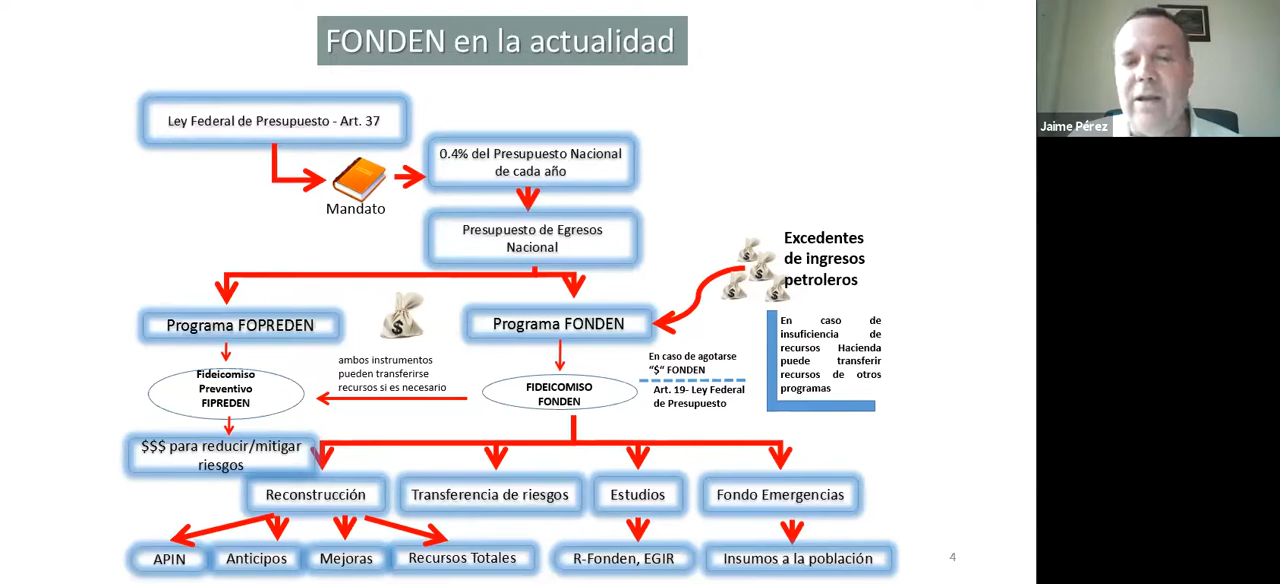 FONDEN en la actualidad
Jaime Pérez
Ley Federal de Presupuesto - Art. 37
Mandato
0.4% del Presupuesto Nacional
de cada año
Presupuesto de Egresos
Nacional
Excedentes
de ingresos
petroleros
$
$
$
$
Programa FOPREDEN
$
Programa FONDEN
En caso de
insuficiencia de
recursos Hacienda
puede transferir
recursos de otros
programas
ambos instrumentos
pueden transferirse
recursos si es necesario
En caso de agotarse
"$" FONDEN
Art. 19- Ley Federal
de Presupuesto
Fideicomiso
Preventivo
FIPREDEN
FIDEICOMISO
FONDEN
$$$ para reducir/mitigar
riesgos
Reconstrucción
Transferencia de riesgos
Estudios
Fondo Emergencias
APIN
Anticipos
Mejoras
Recursos Totales
R-Fonden, EGIR
Insumos a la población
4